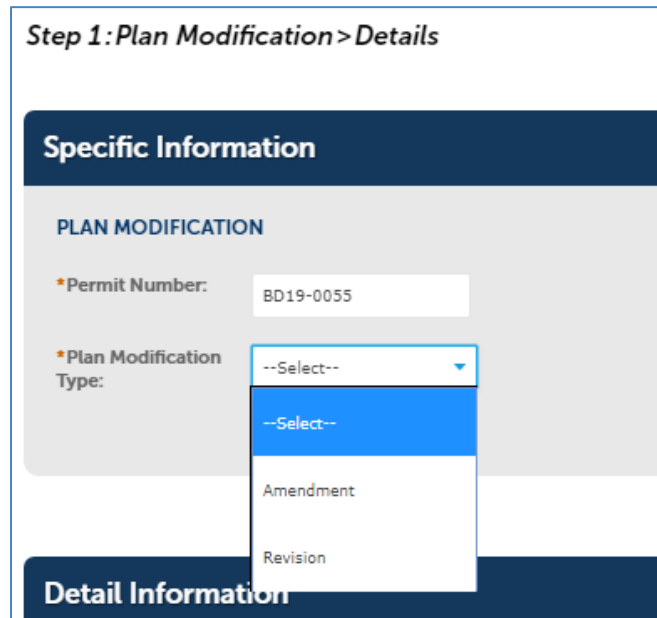 Step 1:Plan Modification>Details
Specific Information
PLAN MODIFICATION
*Permit Number:
BD19-0055
*Plan Modification
Type:
--Select--
--Select--
Amendment
Revision
Detail Information